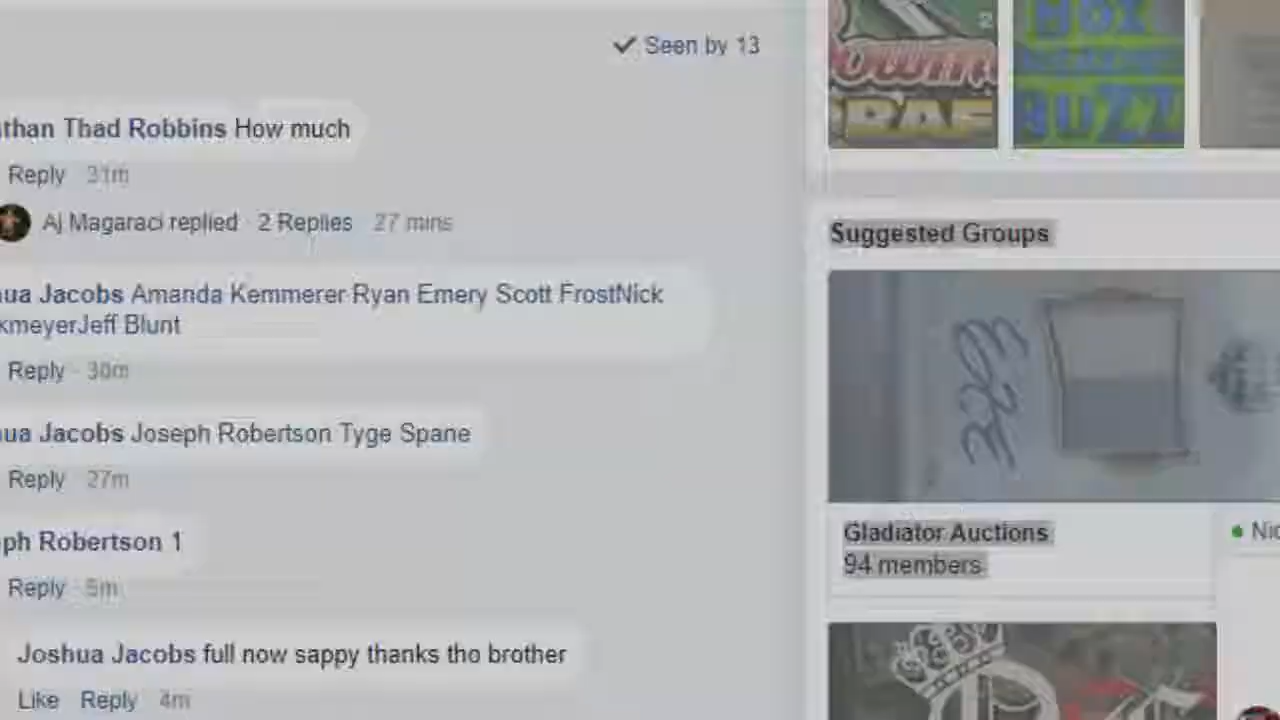 Seen by 13
than Thad Robbins How much
Reply 31m
Aj Magaraci replied · 2 Replies · 27 mins
ua Jacobs Amanda Kemmerer Ryan Emery Scott FrostNick
kmeyerJeff Blunt
Reply · 30m
ua Jacobs Joseph Robertson Tyge Spane
Reply · 27m
ph Robertson 1
Reply · 5m
Joshua Jacobs full now sappy thanks tho brother
Like Reply 4m
BUZZ
Suggested Groups
Gladiator Auctions
94 members
Nic